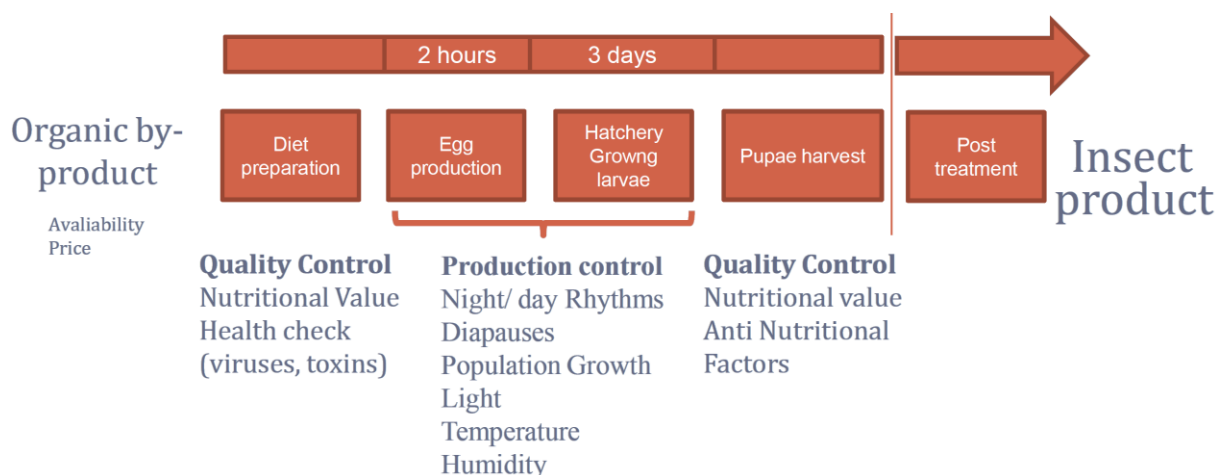 2 hours
3 days
Organic by-
product
Avaliability
Price
Diet
preparation
Egg
production
Hatchery
Growng
larvae
Pupae harvest
Post
treatment
Insect
product
Quality Control
Nutritional Value
Health check
(viruses, toxins)
Production control
Night/ day Rhythms
Diapauses
Population Growth
Light
Temperature
Humidity
Quality Control
Nutritional value
Anti Nutritional
Factors